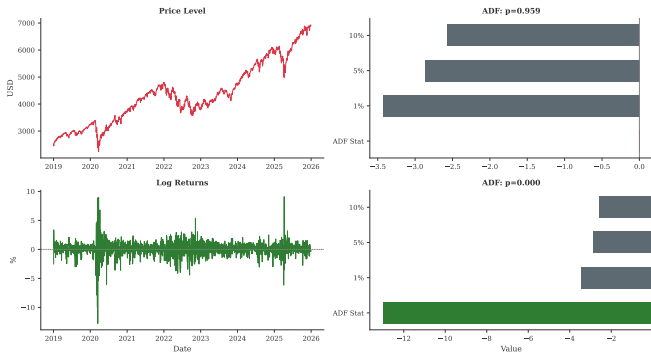 Price Level
7000
6000
5000
4000
3000
USD
2019 2020 2021 2022 2023 2024 2025 2026
ADF: p=0.959
10%
5%
1%
ADF Stat
−3.5 −3.0 −2.5 −2.0 −1.5 −1.0 −0.5 0.0
Log Returns
10
5
0
−5
−10
%
2019 2020 2021 2022 2023 2024 2025 2026
Date
ADF: p=0.000
10%
5%
1%
ADF Stat
−12 −10 −8 −6 −4 −2
Value